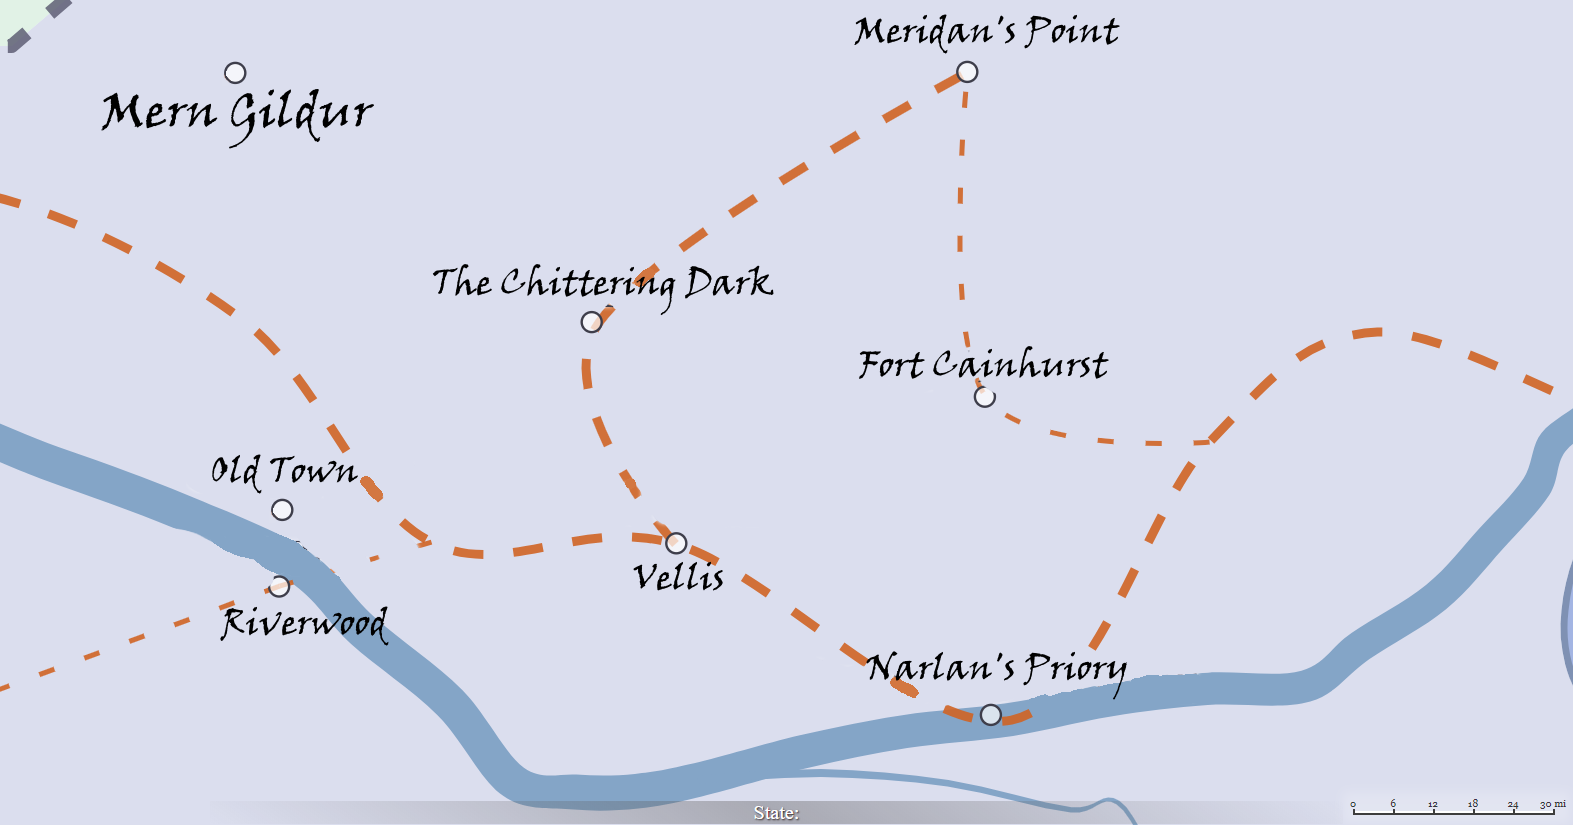 Meridan's Point
Mern Gildur
The Chittering Dark
Fort Cainhurst
Old Town
Vellis
Riverwood
Narlan's Priory
State:
0 6 12 18 24 30 mi